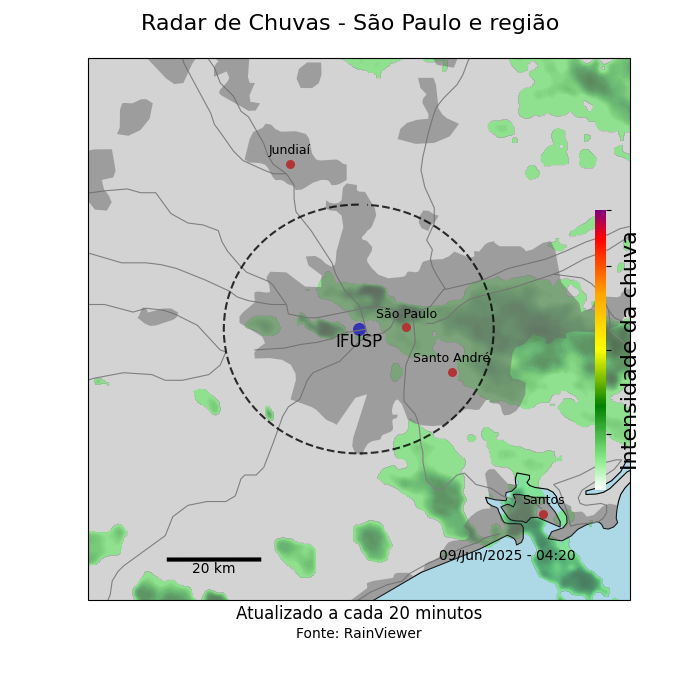 Radar de Chuvas - São Paulo e região
Jundiaí
São Paulo
IFUSP
Santo André
Santos
Intensidade da chuva
09/Jun/2025 - 04:20
20 km
Atualizado a cada 20 minutos
Fonte: RainViewer